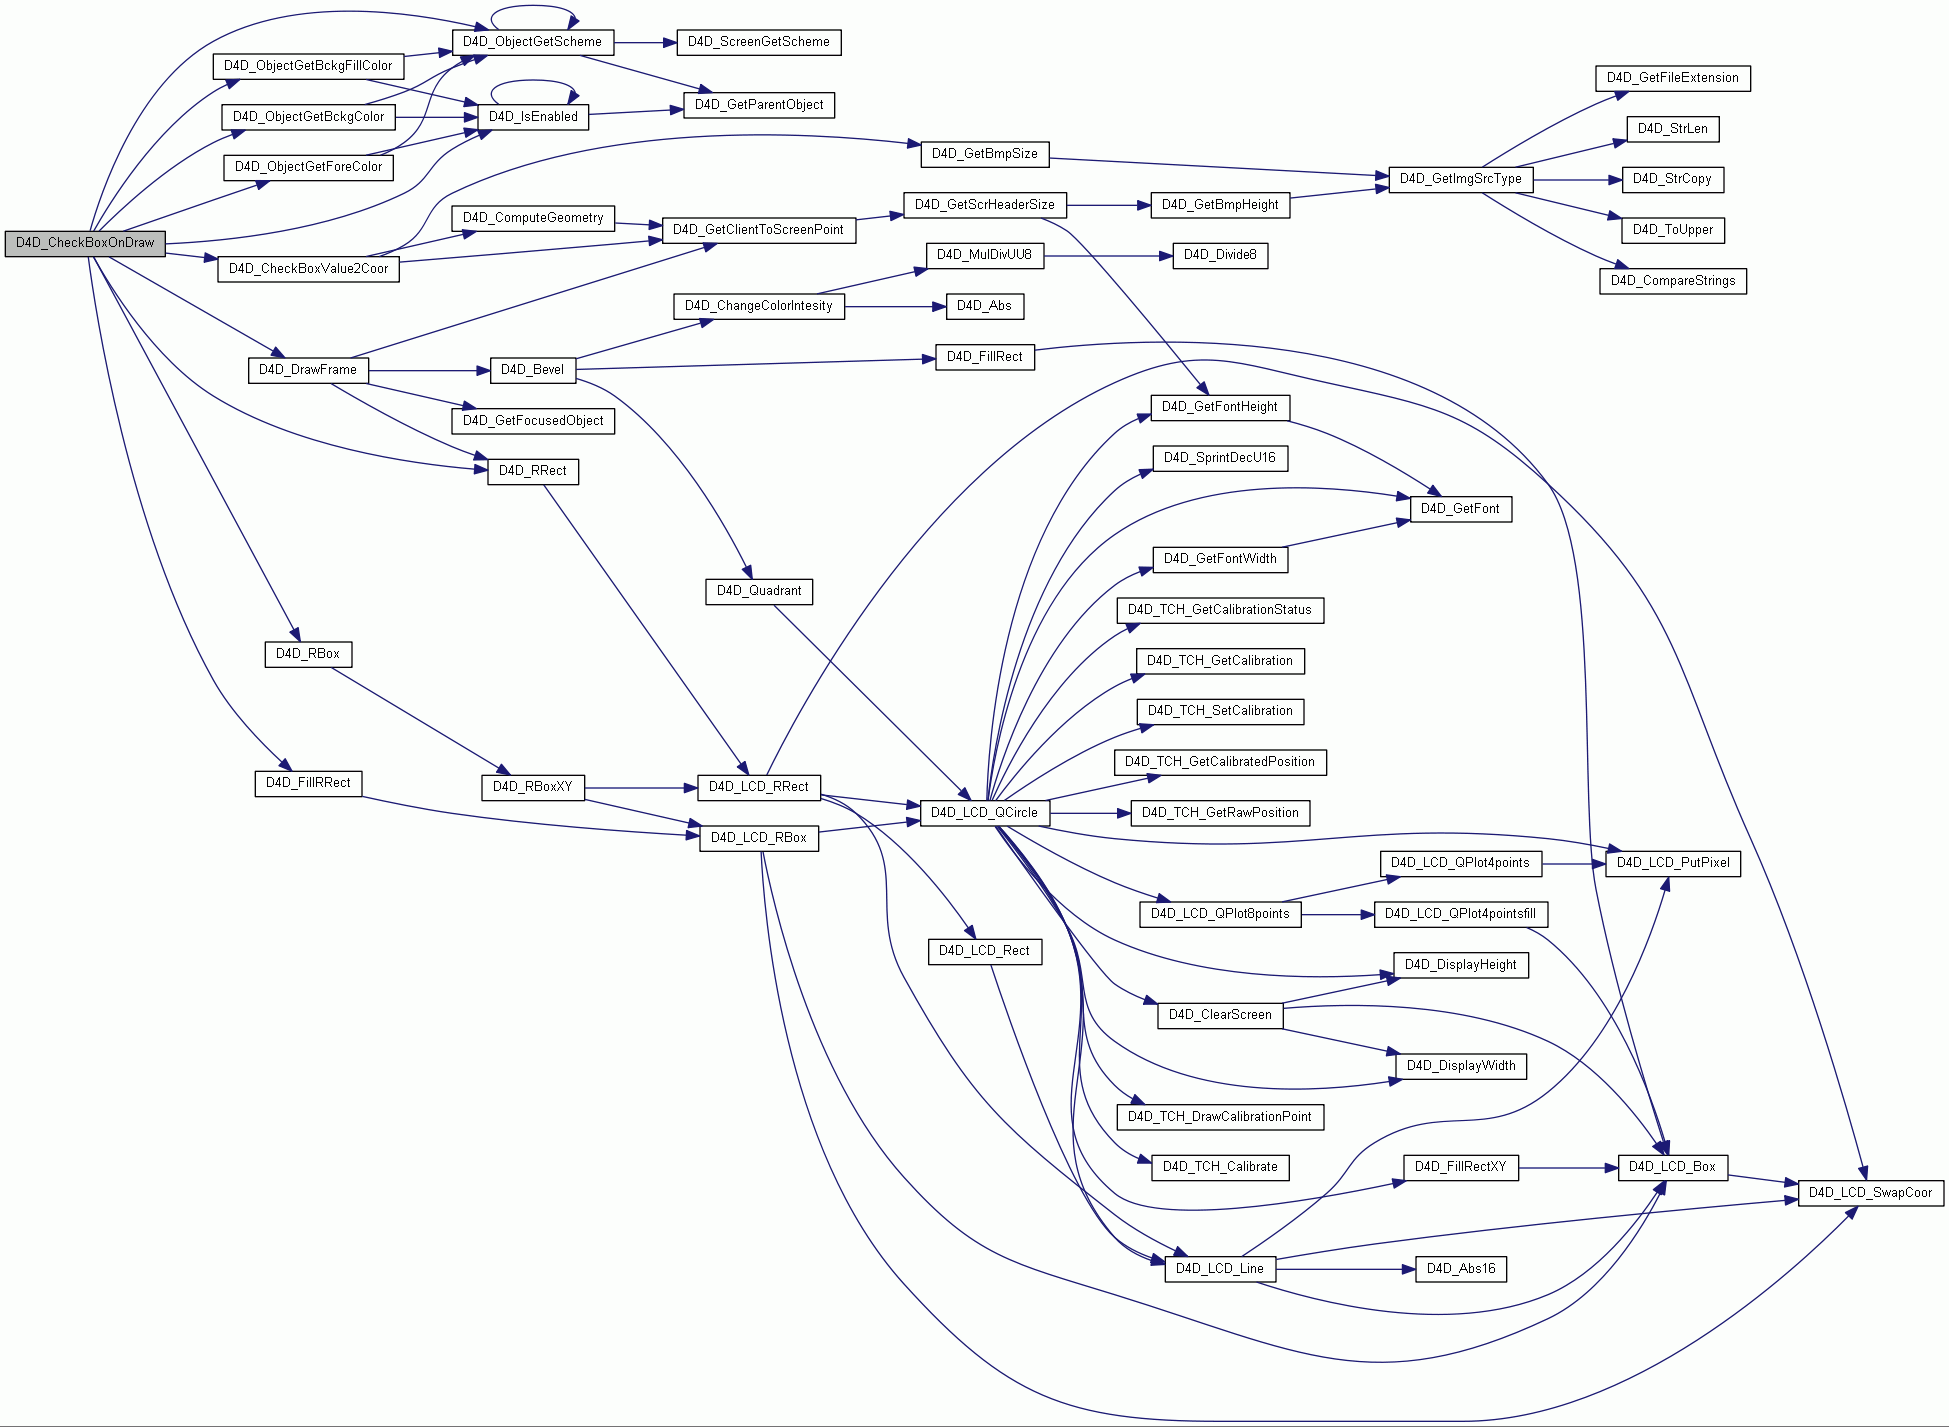 D4D_CheckBoxOnDraw
D4D_ObjectGetBckgFillColor
D4D_ObjectGetBckgColor
D4D_ObjectGetForeColor
D4D_CheckBoxValue2Coor
D4D_DrawFrame
D4D_RBox
D4D_FillRRect
D4D_ObjectGetScheme
D4D_IsEnabled
D4D_ComputeGeometry
D4D_Bevel
D4D_GetFocusedObject
D4D_RRect
D4D_RBoxXY
D4D_ScreenGetScheme
D4D_GetParentObject
D4D_GetClientToScreenPoint
D4D_ChangeColorIntesity
D4D_Quadrant
D4D_LCD_RRect
D4D_LCD_RBox
D4D_GetBmpSize
D4D_GetScrHeaderSize
D4D_MulDivUU8
D4D_Abs
D4D_FillRect
D4D_LCD_QCircle
D4D_LCD_Rect
D4D_GetBmpHeight
D4D_Divide8
D4D_GetFontHeight
D4D_SprintDecU16
D4D_GetFontWidth
D4D_TCH_GetCalibrationStatus
D4D_TCH_GetCalibration
D4D_TCH_SetCalibration
D4D_TCH_GetCalibratedPosition
D4D_TCH_GetRawPosition
D4D_LCD_QPlot8points
D4D_ClearScreen
D4D_TCH_DrawCalibrationPoint
D4D_TCH_Calibrate
D4D_LCD_Line
D4D_GetImgSrcType
D4D_GetFont
D4D_LCD_QPlot4points
D4D_LCD_QPlot4pointsfill
D4D_DisplayHeight
D4D_DisplayWidth
D4D_FillRectXY
D4D_Abs16
D4D_GetFileExtension
D4D_StrLen
D4D_StrCopy
D4D_ToUpper
D4D_CompareStrings
D4D_LCD_PutPixel
D4D_LCD_Box
D4D_LCD_SwapCoor